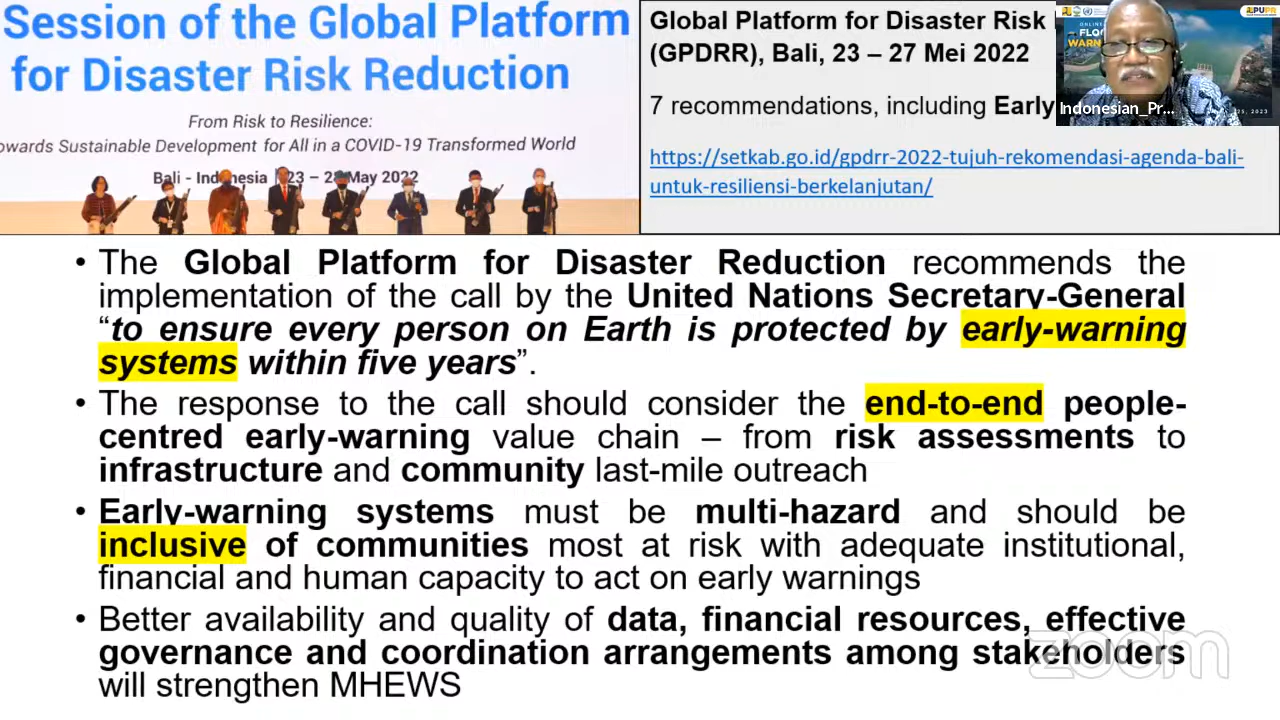 Session of the Global Platform
for Disaster Risk Reduction
From Risk to Resilience:
owards Sustainable Development for All in a COVID-19 Transformed World
Bali - Indonesia 23 – 28 May 2022
Global Platform for Disaster Risk
(GPDRR), Bali, 23 – 27 Mei 2022
7 recommendations, including Early
https://setkab.go.id/gpdrr-2022-tujuh-rekomendasi-agenda-bali-
untuk-resiliensi-berkelanjutan/
PUPR
Indonesian_Pr...
• The Global Platform for Disaster Reduction recommends the
implementation of the call by the United Nations Secretary-General
“to ensure every person on Earth is protected by early-warning
systems within five years”.
• The response to the call should consider the end-to-end people-
centred early-warning value chain – from risk assessments to
infrastructure and community last-mile outreach
• Early-warning systems must be multi-hazard and should be
inclusive of communities most at risk with adequate institutional,
financial and human capacity to act on early warnings
• Better availability and quality of data, financial resources, effective
governance and coordination arrangements among stakeholders
will strengthen MHEWS
zoom